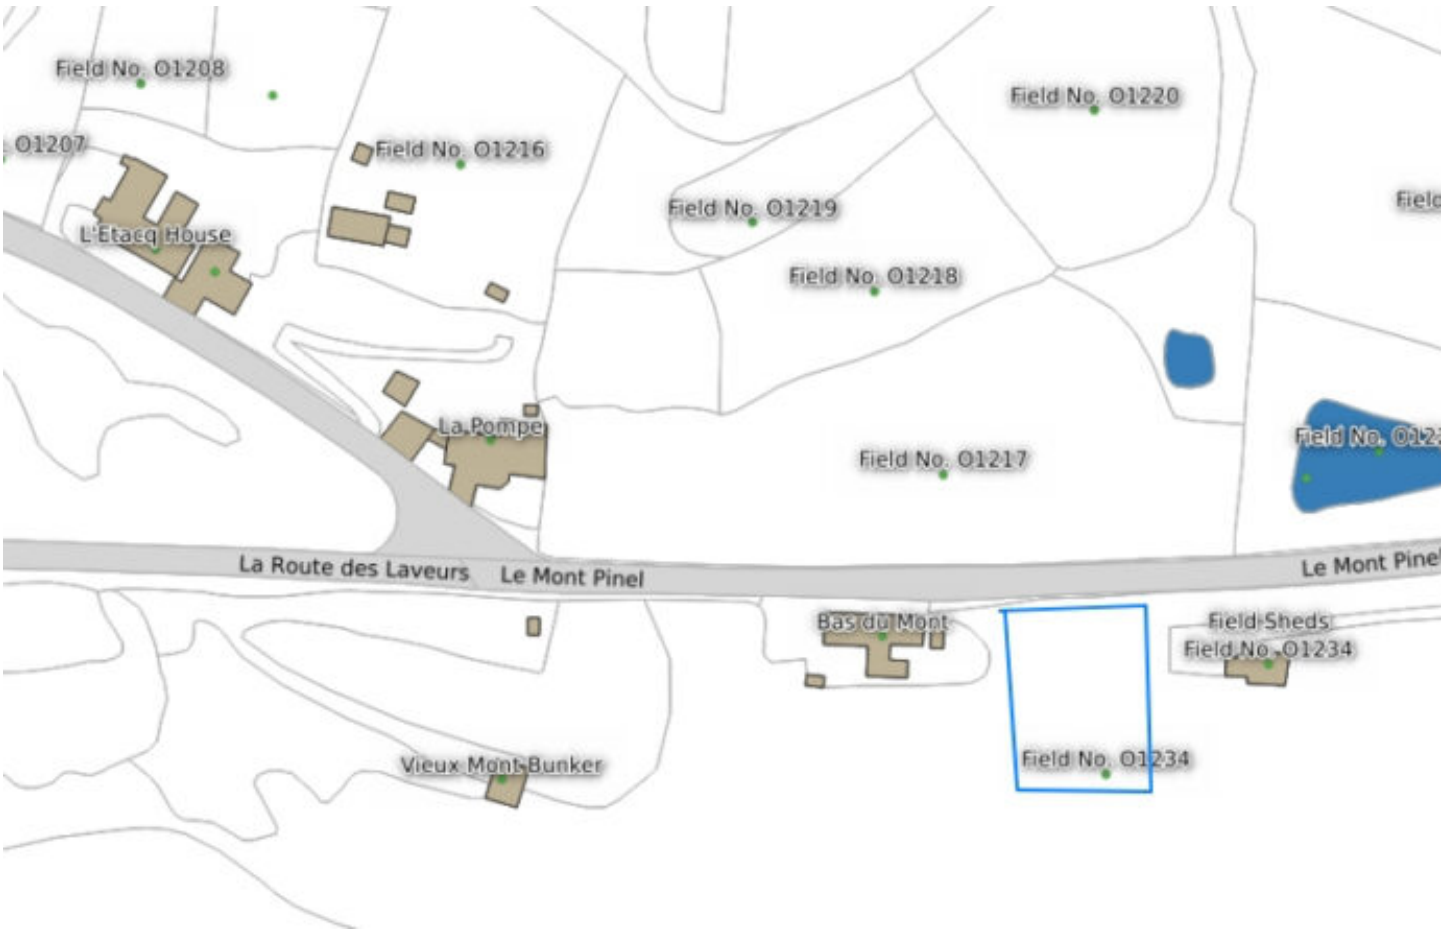 Field No. O1208
Field No. O1220
. O1207
Field No. O1216
Field No. O1219
L'Etacq House
Field No. O1218
La Pompe
Field No. O1217
Le Mont Pinel
La Route des Laveurs
Le Mont Pinel
Bas du Mont
Field Sheds
Field No. O1234
Field No. O1234
Vieux Mont Bunker